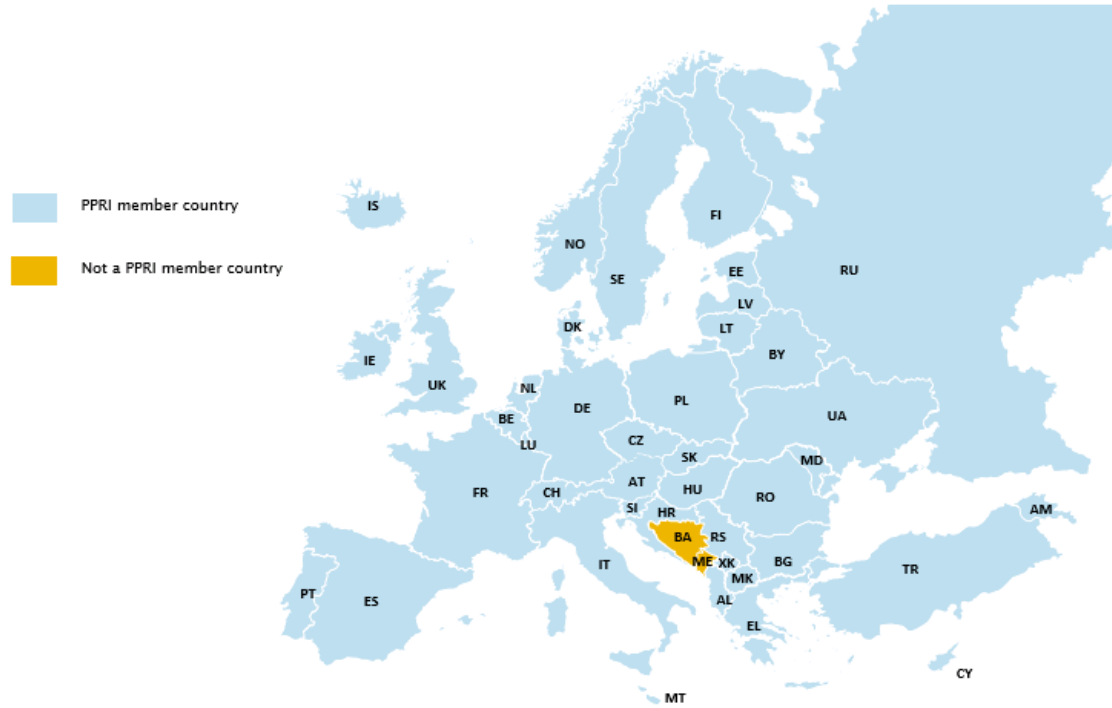 PPRI member country
Not a PPRI member country
IS
NO
SE
FI
RU
EE
LV
LT
DK
BY
IE
UK
NL
BE
LU
DE
PL
UA
CZ
SK
MD
FR
CH
AT
HU
RO
SI
HR
BA
RS
AM
IT
ME
XK
MK
BG
TR
PT
ES
AL
EL
MT
CY